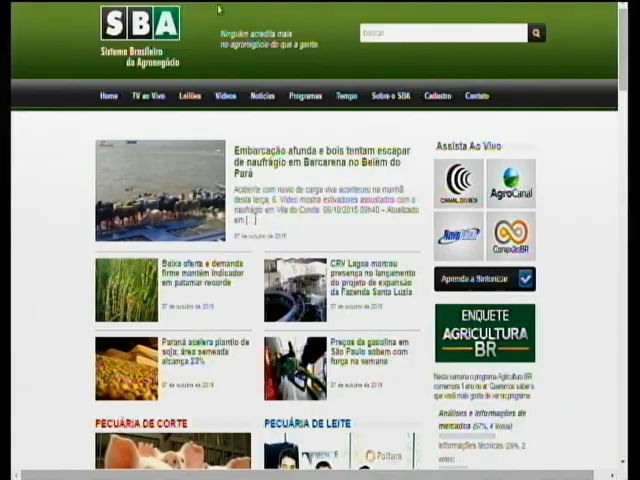 SBA
Sistema Brasileiro
do Agronegócio
Ninguém acredita mais
no agronegócio do que a gente.
buscar
Home TV ao Vivo Leilões Vídeos Notícias Programas Tempo Sobre o SBA Cadastro Contato
Embarcação afunda e bois tentam escapar
de naufrágio em Barcarena no Belém do
Pará
Acidente com navio de carga viva aconteceu na manhã
desta terça, 6. Vídeo mostra estivadores assustados com o
naufrágio em Vila do Conde. 06/10/2015 09h40 – Atualizado
em [...]
07 de outubro de 2015
Baixa oferta e demanda
firme mantém indicador
em patamar recorde
07 de outubro de 2015
CRV Lagoa marcou
presença no lançamento
do projeto de expansão
da Fazenda Santa Luzia
07 de outubro de 2015
Paraná acelera plantio de
soja; área semeada
alcança 22%
07 de outubro de 2015
Preços da gasolina em
São Paulo sobem com
força na semana
07 de outubro de 2015
PECUÁRIA DE CORTE
PECUÁRIA DE LEITE
Assista Ao Vivo
CANAL DO BOI
AgroCanal
ConexãoBR
Aprenda a Sintonizar
ENQUETE
AGRICULTURA
BR
Nesta semana o programa Agricultura BR
comemora 1 ano no ar. Queremos saber o
que você mais gosta de ver no programa.
Análises e informações de
mercados (57%, 4 Votos)
Informações técnicas (29%, 2
votos)